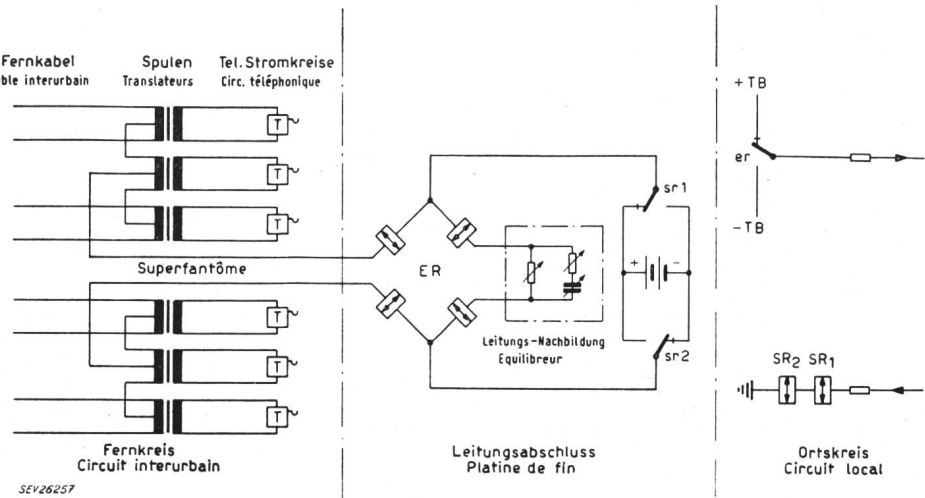 Fernkabel
ble interurbain
Spulen
Translateurs
Tel. Stromkreise
Circ. téléphonique
T
T
T
Superfantôme
T
T
T
Fernkreis
Circuit interurbain
SEV26257
ER
sr1
+ -
Leitungs-Nachbildung
Equilibreur
sr2
Leitungsabschluss
Platine de fin
+TB
er
-TB
SR2 SR1
Ortskreis
Circuit local